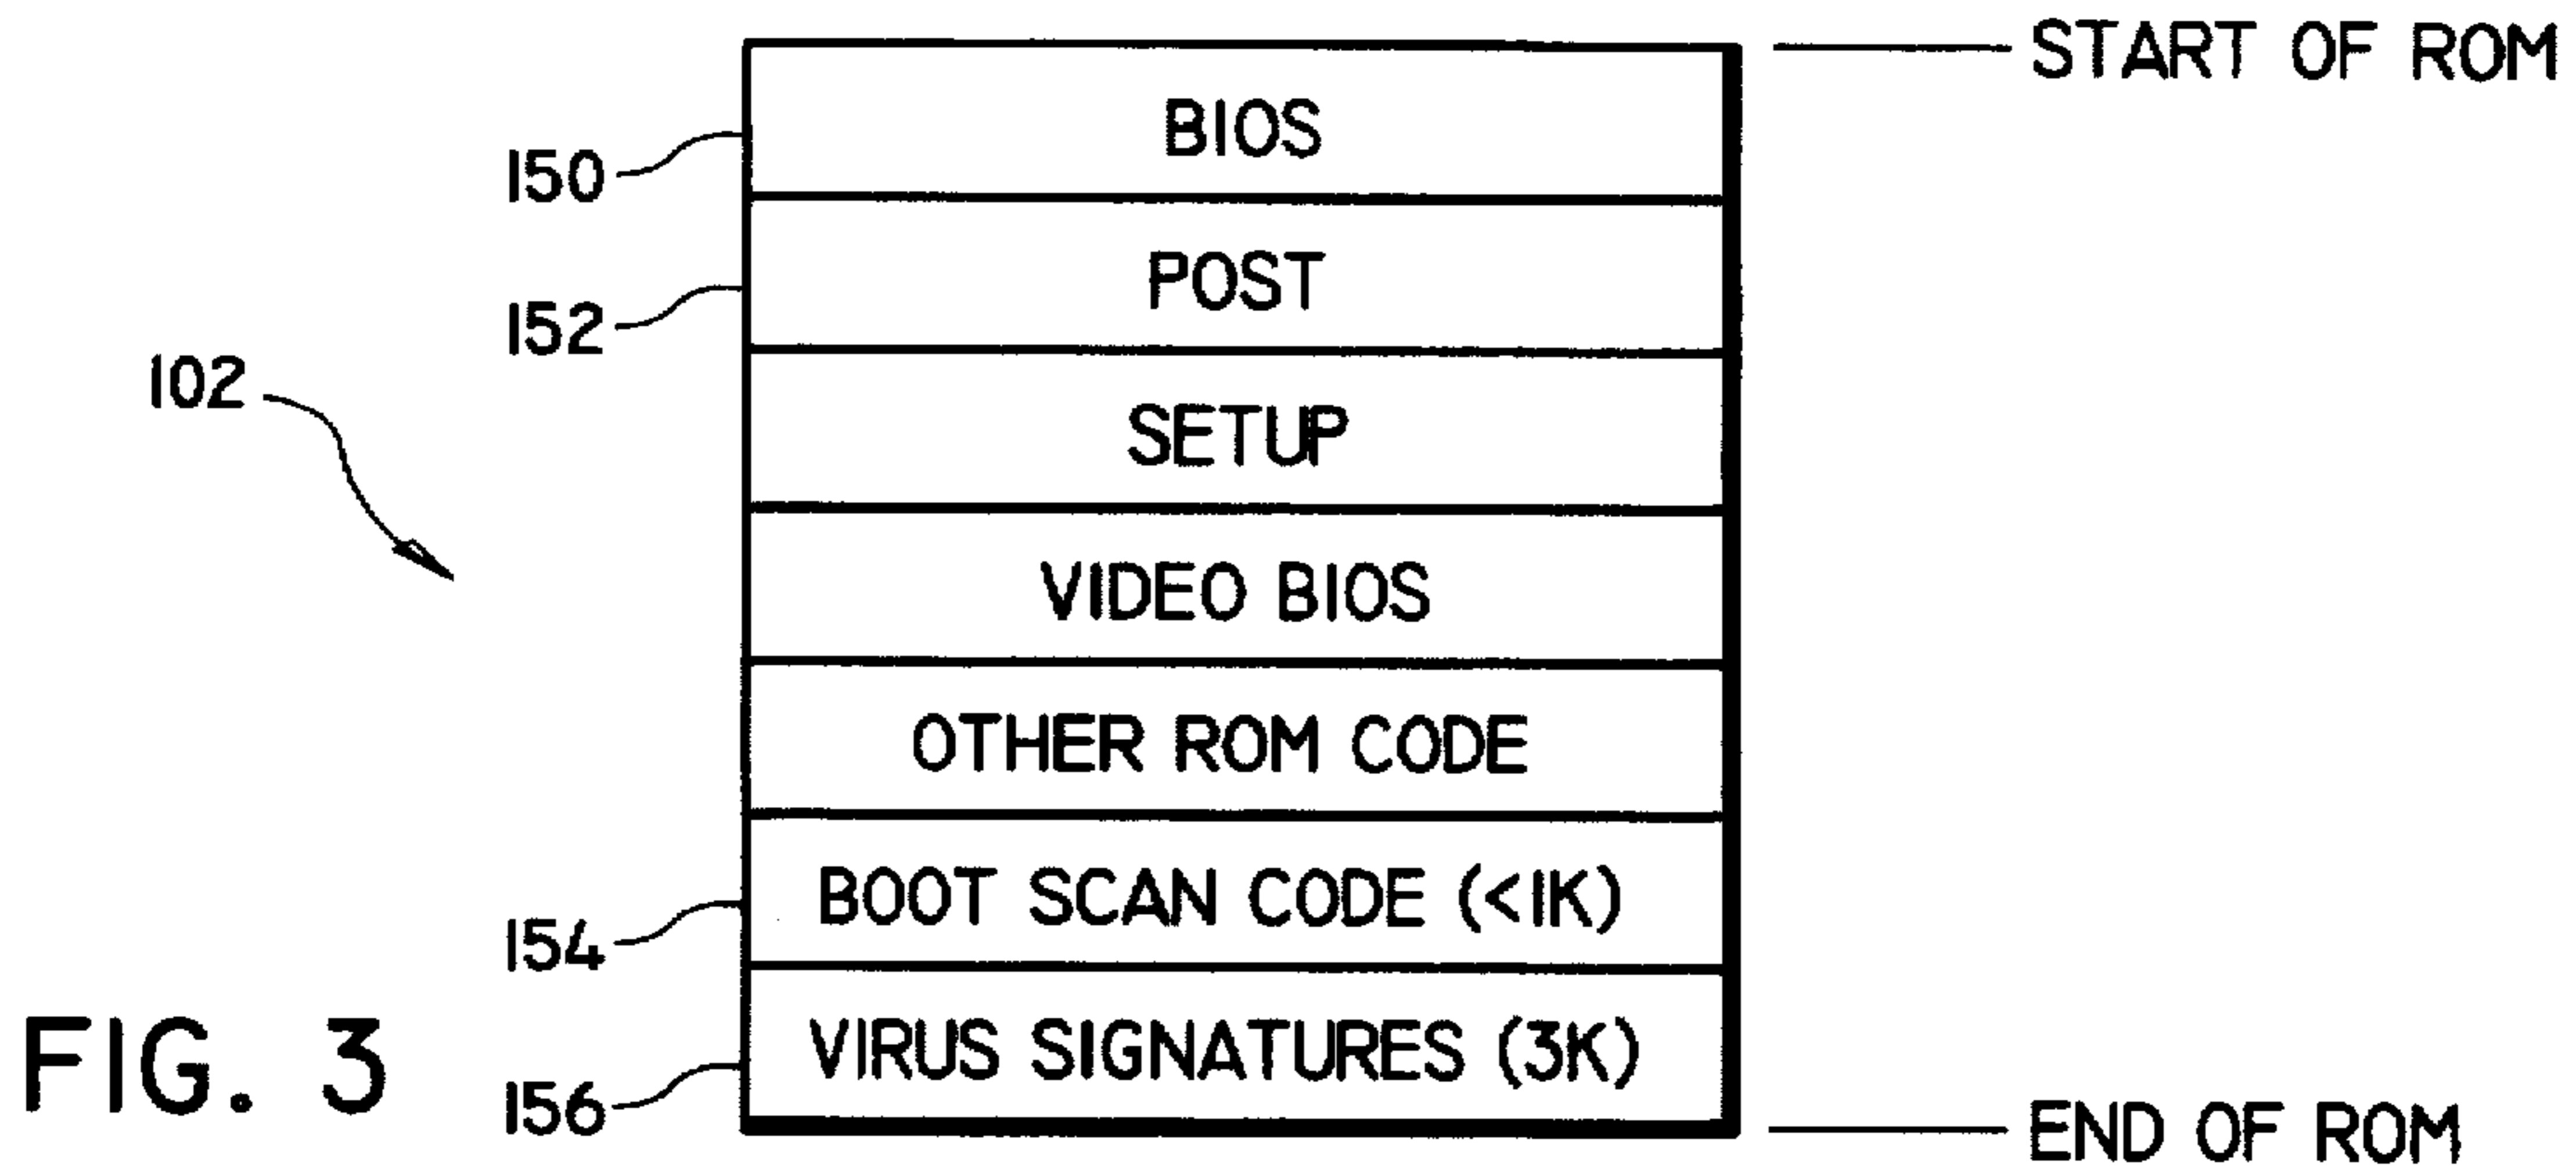 START OF ROM
BIOS
150
POST
152
102
SETUP
VIDEO BIOS
OTHER ROM CODE
BOOT SCAN CODE (<1K)
154
VIRUS SIGNATURES (3K)
FIG. 3
156
END OF ROM